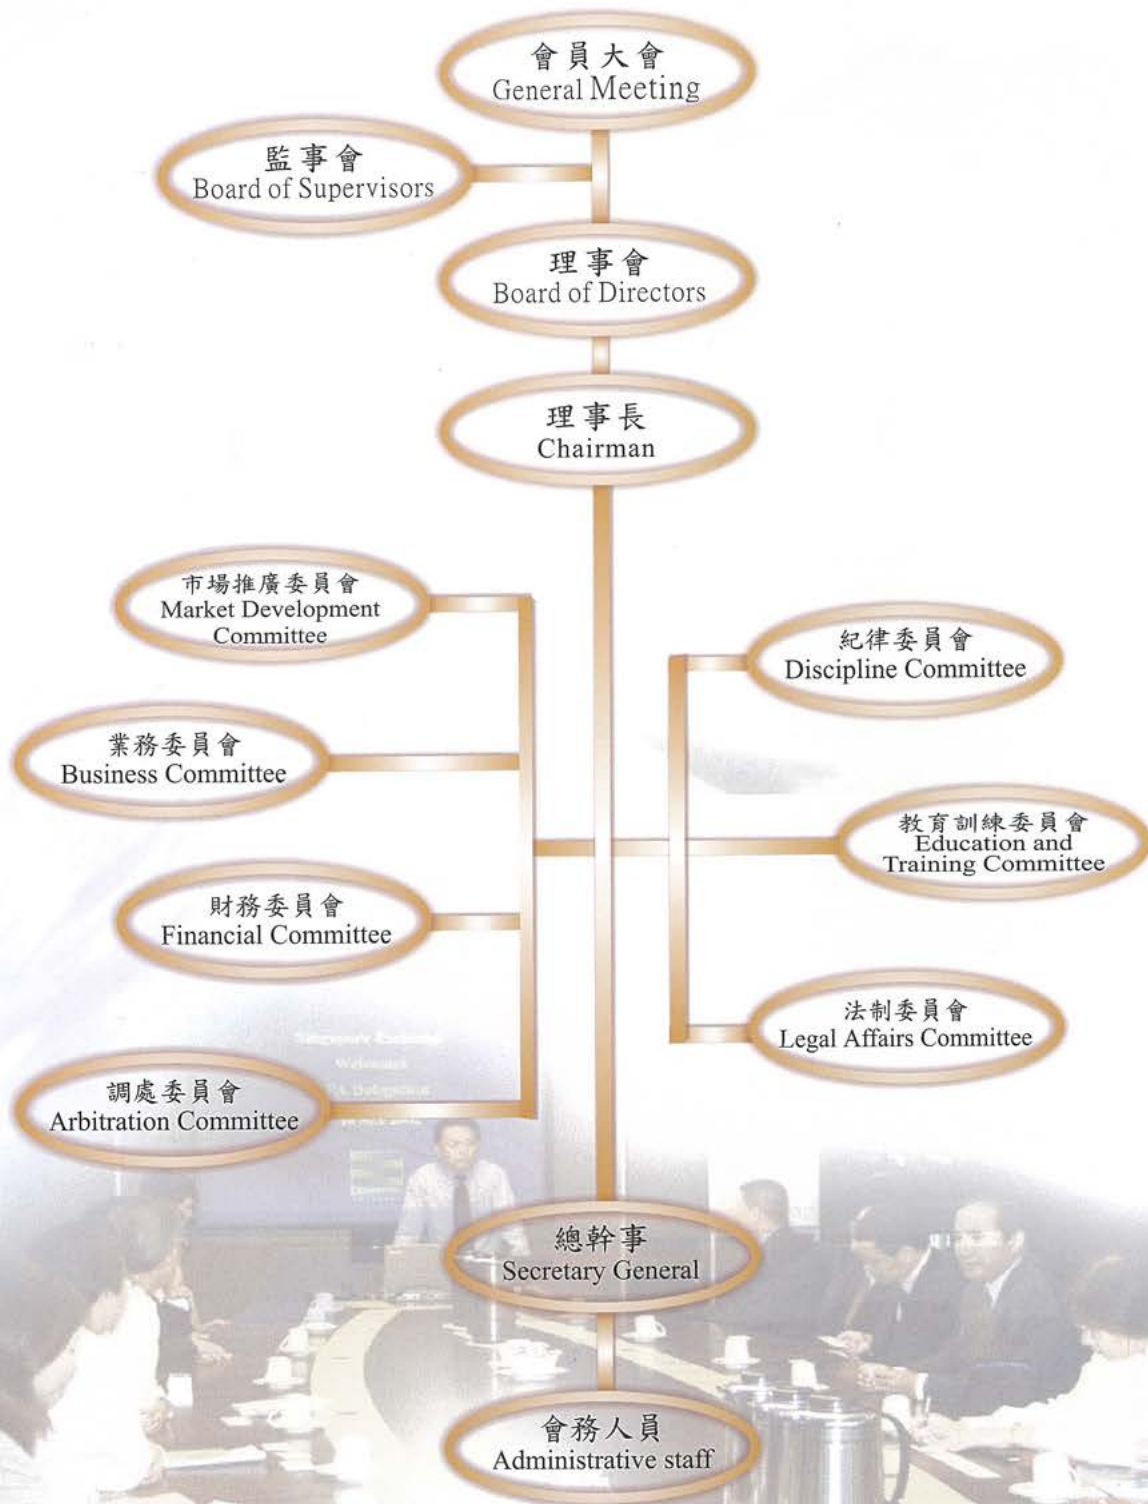 會員大會
General Meeting
監事會
Board of Supervisors
理事會
Board of Directors
理事長
Chairman
市場推廣委員會
Market Development
Committee
紀律委員會
Discipline Committee
業務委員會
Business Committee
教育訓練委員會
Education and
Training Committee
財務委員會
Financial Committee
法制委員會
Legal Affairs Committee
Welcomes
調處委員會
Arbitration Committee
總幹事
Secretary General
會務人員
Administrative staff